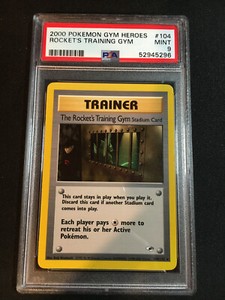 2000 POKEMON GYM HEROES #104
ROCKET'S TRAINING GYM MINT
PSA 9
52945296
TRAINER
The Rocket's Training Gym Stadium Card
This card stays in play when you play it.
Discard this card if another Stadium card
comes into play.
Each player pays more to
retreat his or her Active
Pokémon.